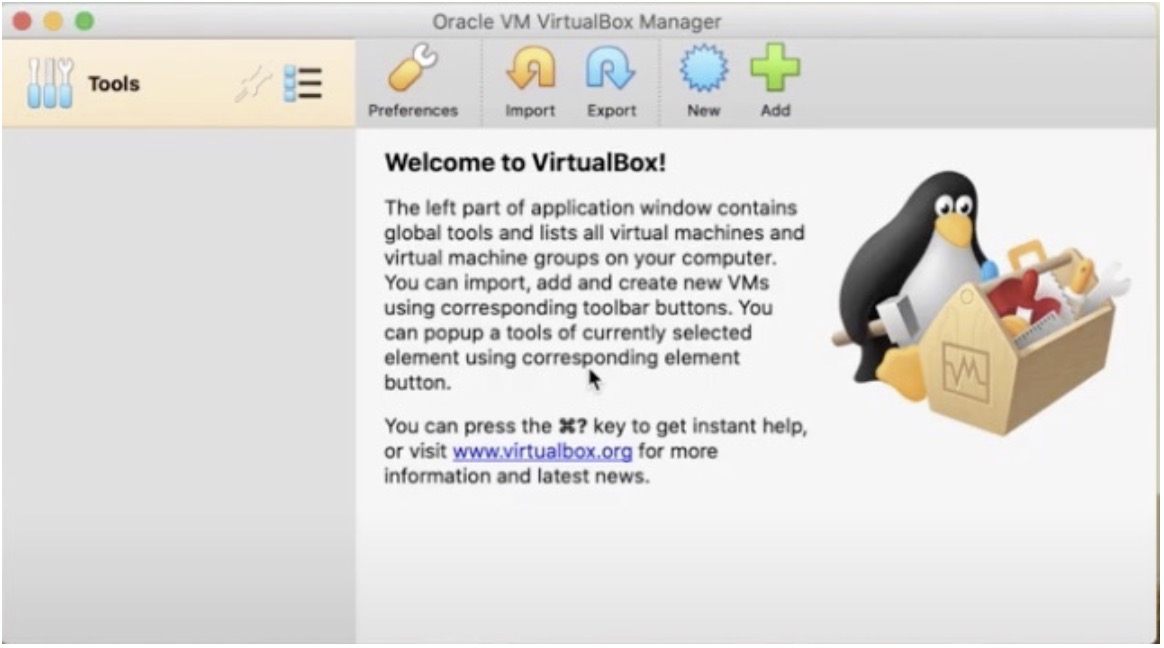 Oracle VM VirtualBox Manager
Tools
Preferences
Import
Export
New
Add
Welcome to VirtualBox!
The left part of application window contains
global tools and lists all virtual machines and
virtual machine groups on your computer.
You can import, add and create new VMs
using corresponding toolbar buttons. You
can popup a tools of currently selected
element using corresponding element
button.
You can press the ⌘? key to get instant help,
or visit www.virtualbox.org for more
information and latest news.
VM